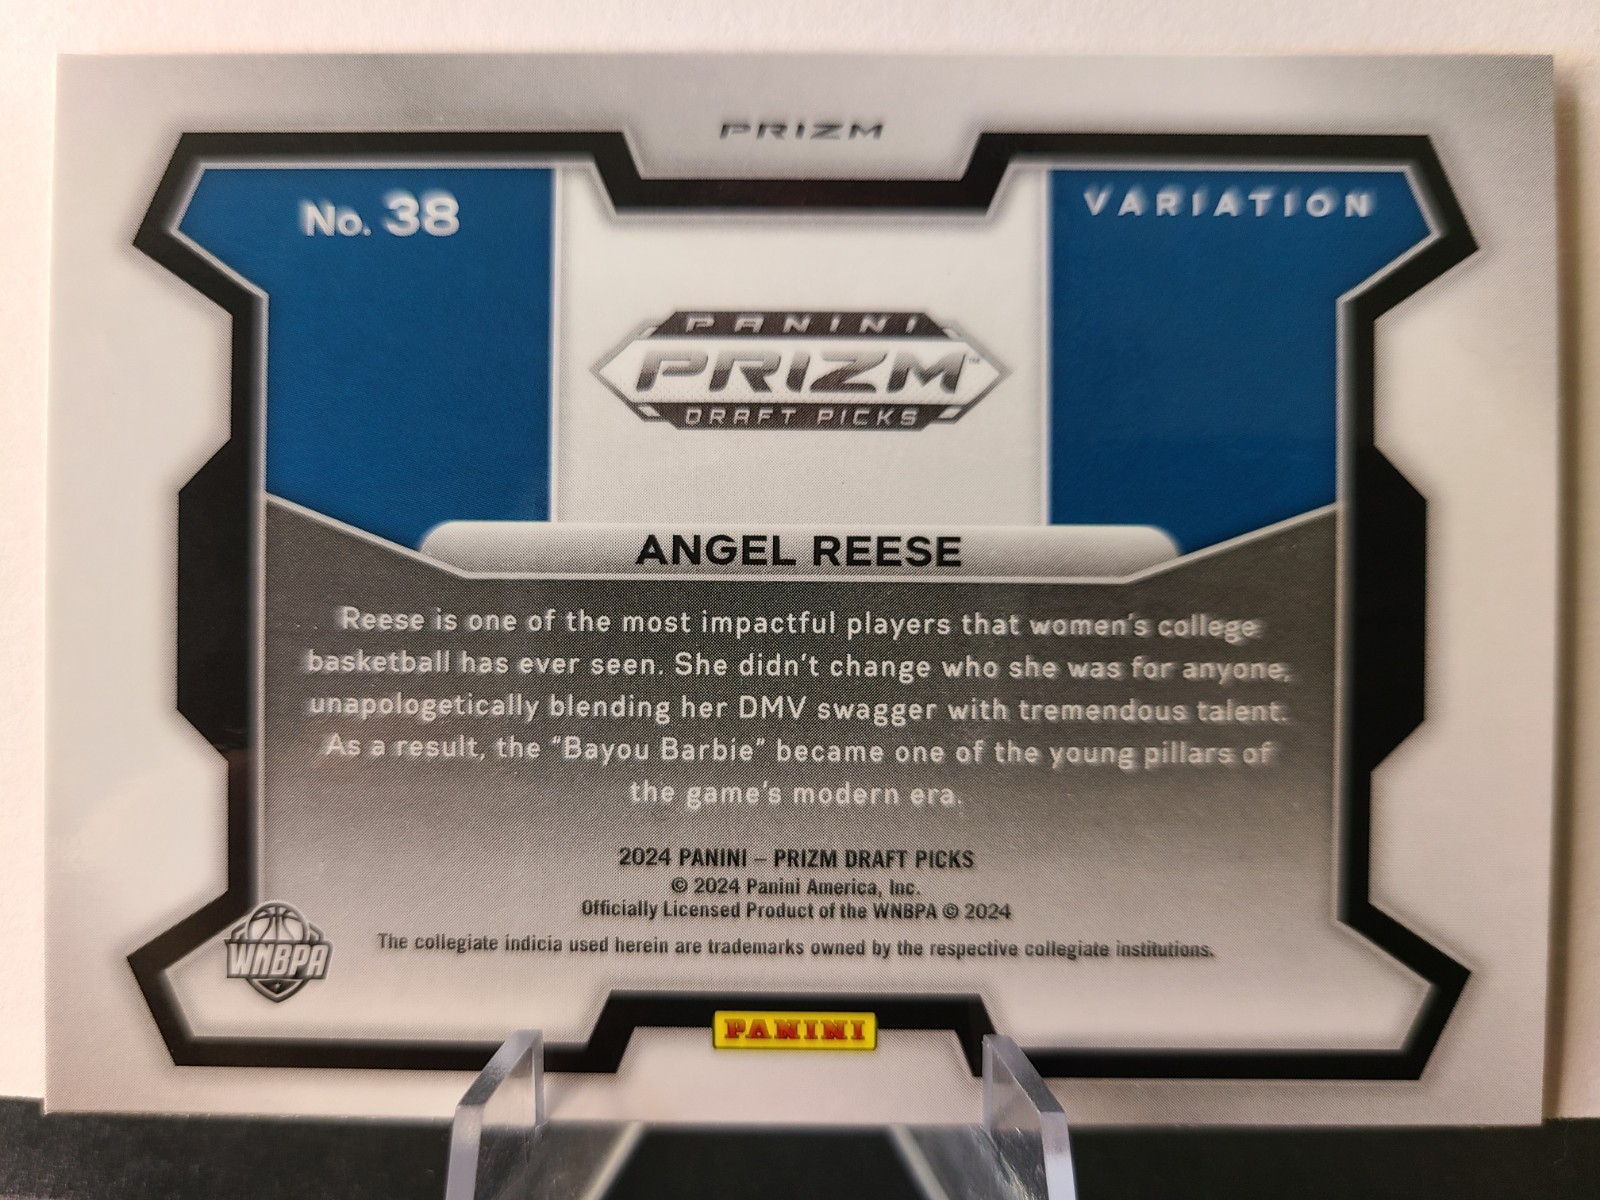 PRIZM
No. 38
VARIATION
PANINI
PRIZM™
DRAFT PICKS
ANGEL REESE
Reese is one of the most impactful players that women's college
basketball has ever seen. She didn't change who she was for anyone,
unapologetically blending her DMV swagger with tremendous talent.
As a result, the "Bayou Barbie" became one of the young pillars of
the game's modern era.
2024 PANINI – PRIZM DRAFT PICKS
© 2024 Panini America, Inc.
Officially Licensed Product of the WNBPA © 2024
The collegiate indicia used herein are trademarks owned by the respective collegiate institutions.
WNBPA
PANINI